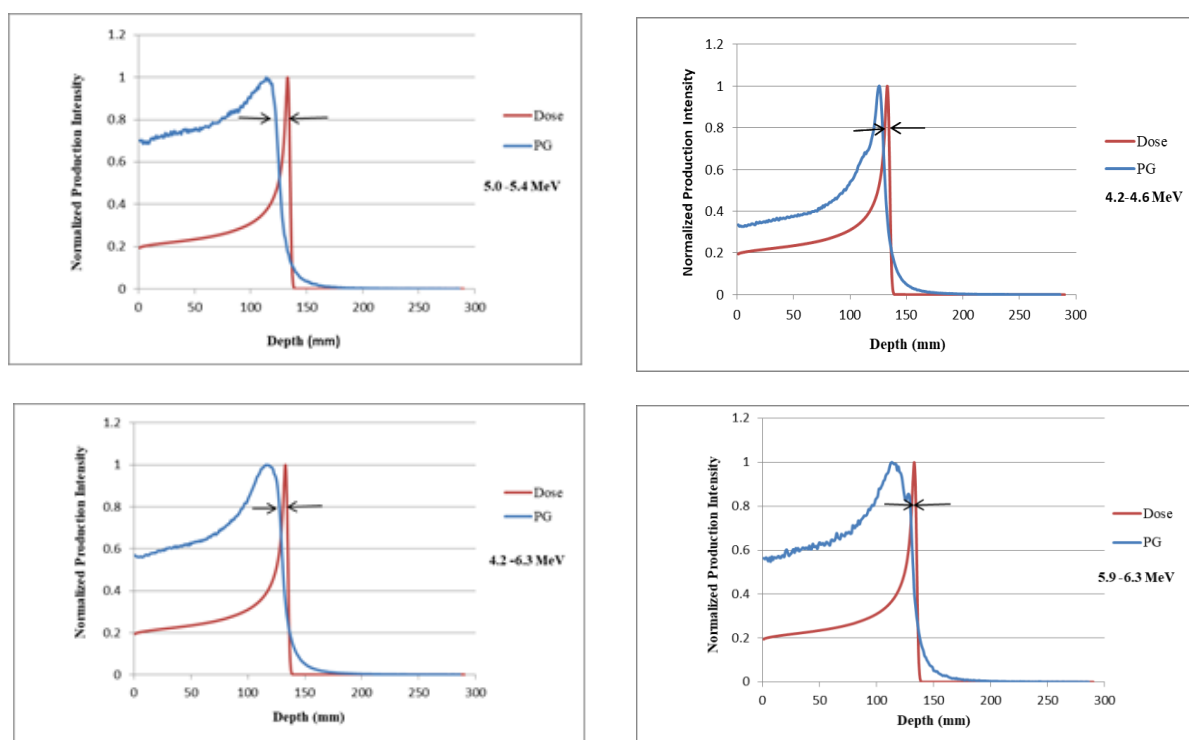 1.2
1
0.8
0.6
0.4
0.2
0
0 50 100 150 200 250 300
Normalized Production Intensity
Depth (mm)
Dose
PG
5.0 -5.4 MeV
1.2
1
0.8
0.6
0.4
0.2
0
0 50 100 150 200 250 300
Normalized Production Intensity
Depth (mm)
Dose
PG
4.2-4.6 MeV
1.2
1
0.8
0.6
0.4
0.2
0
0 50 100 150 200 250 300
Normalized Production Intensity
Depth (mm)
Dose
PG
4.2 -6.3 MeV
1.2
1
0.8
0.6
0.4
0.2
0
0 50 100 150 200 250 300
Normalized Production Intensity
Depth (mm)
Dose
PG
5.9 -6.3 MeV